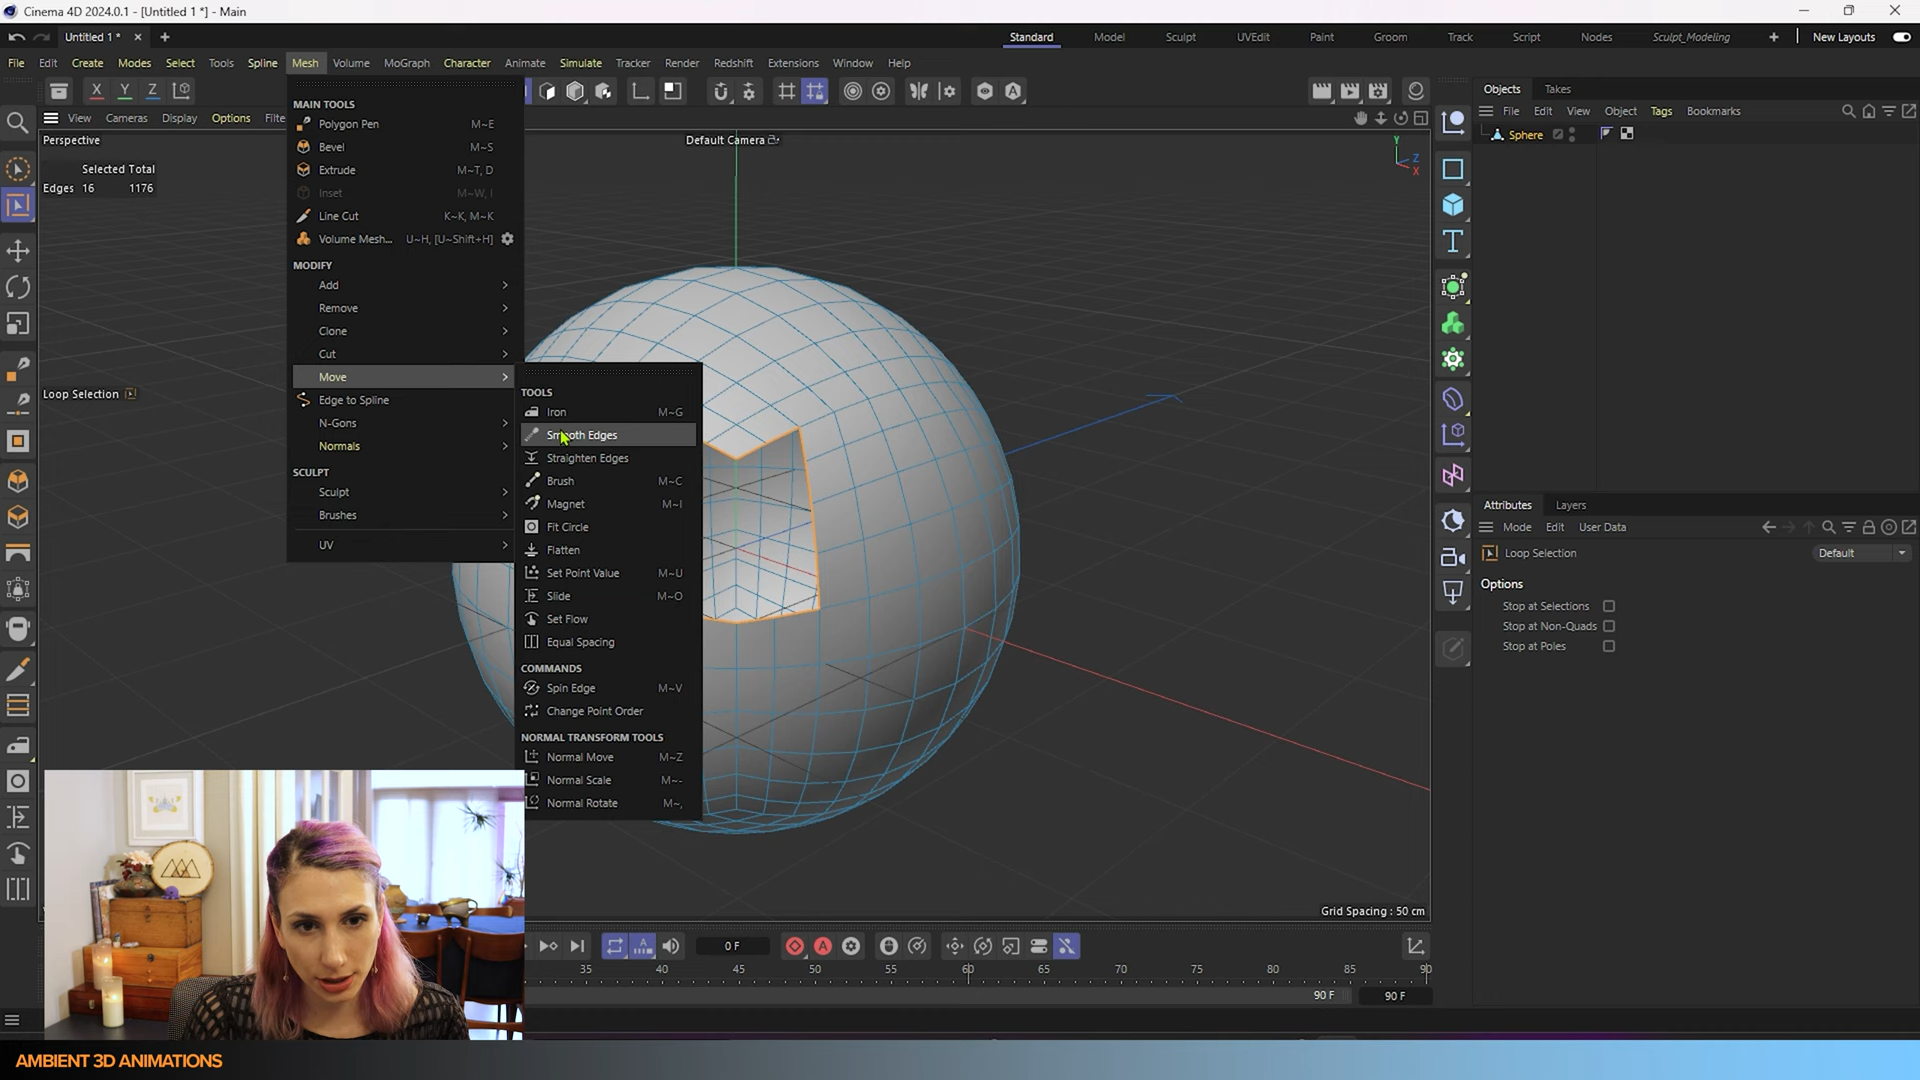 Cinema 4D 2024.0.1 - [Untitled 1 *] - Main
Untitled 1 *
Standard
Model
Sculpt
UVEdit
Paint
Groom
Track
Script
Nodes
Sculpt_Modeling
New Layouts
File Edit Create Modes Select Tools Spline Mesh Volume MoGraph Character Animate Simulate Tracker Render Redshift Extensions Window Help
X Y Z
View Cameras Display Options Filte
Perspective
Default Camera
Selected Total
Edges 16 1176
Loop Selection
MAIN TOOLS
Polygon Pen M~E
Bevel M~S
Extrude M~T, D
Inset M~W, I
Line Cut K~K, M~K
Volume Mesh... U~H, [U~Shift+H]
MODIFY
Add
Remove
Clone
Cut
Move
Edge to Spline
N-Gons
Normals
SCULPT
Sculpt
Brushes
UV
TOOLS
Iron M~G
Smooth Edges
Straighten Edges
Brush M~C
Magnet M~I
Fit Circle
Flatten
Set Point Value M~U
Slide M~O
Set Flow
Equal Spacing
COMMANDS
Spin Edge M~V
Change Point Order
NORMAL TRANSFORM TOOLS
Normal Move M~Z
Normal Scale M~-
Normal Rotate M~,
Y
Z
X
Grid Spacing : 50 cm
0 F
35 40 45 50 55 60 65 70 75 80 85 90
90 F 90 F
Objects Takes
File Edit View Object Tags Bookmarks
Sphere
Attributes Layers
Mode Edit User Data
Loop Selection Default
Options
Stop at Selections
Stop at Non-Quads
Stop at Poles
AMBIENT 3D ANIMATIONS